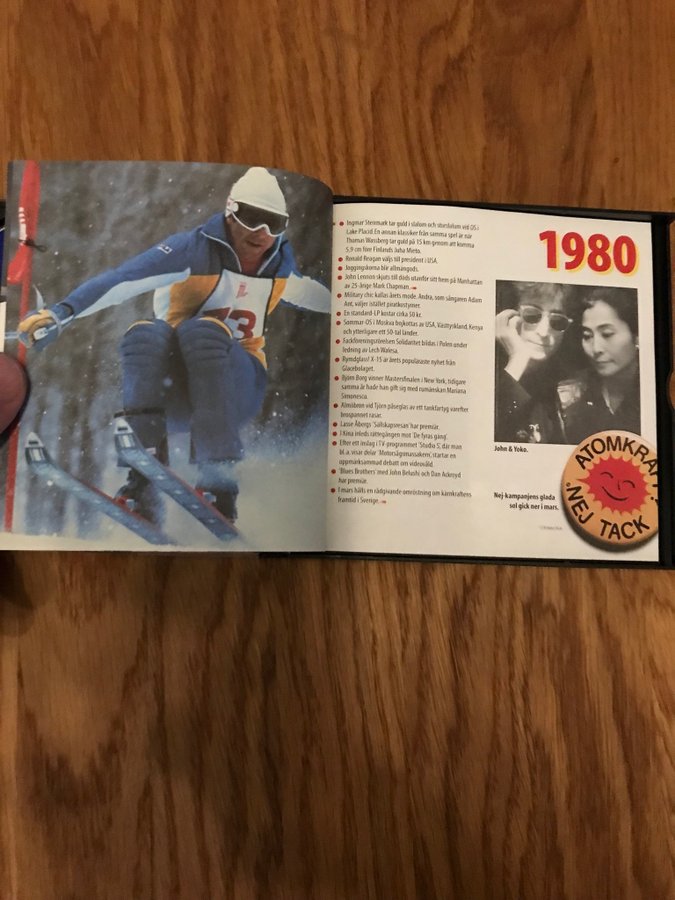 73
Ingmar Stenmark tar guld i slalom och storslalom vid OS i
Lake Placid En annan klassiker från samma spel är när
Thomas Wassberg tar guld på 15 km genom att komma
5,9 cm före Finlands Juha Mieto.
Ronald Reagan väljs till president i USA.
Joggingskorna blir allmängods.
John Lennon skjuts till döds utanför sitt hem på Manhattan
av 25-årige Mark Chapman.
Military chic kallas årets mode. Andra, som sångaren Adam
Ant, väljer istället piratkostymer.
En standard-LP kostar cirka 50 kr.
Sommar-OS i Moskva bojkottas av USA, Västtyskland, Kenya
och ytterligare ett 50-tal länder.
Fackföreningsrörelsen Solidaritet bildas i Polen under
ledning av Lech Walesa.
Rymdglass! X-15 är årets populäraste nyhet från
Glacebolaget.
Björn Borg vinner Mastersfinalen i New York, tidigare
samma år hade han gift sig med rumänskan Mariana
Simonesco.
Almöbron vid Tjörn påseglas av ett tankfartyg varefter
brospannet rasar.
Lasse Åbergs 'Sällskapsresan' har premiär.
I Kina inleds rättegången mot 'De fyras gäng'.
Efter ett inslag i TV-programmet 'Studio S', där man
bl. a. visar delar 'Motorsågsmassakern', startar en
uppmärksammad debatt om videovåld.
'Blues Brothers' med John Belushi och Dan Ackroyd
har premiär.
I mars hålls en rådgivande omröstning om kärnkraftens
framtid i Sverige.
1980
John & Yoko.
Nej-kampanjens glada
sol gick ner i mars.
ATOMKRAFT?
NEJ TACK